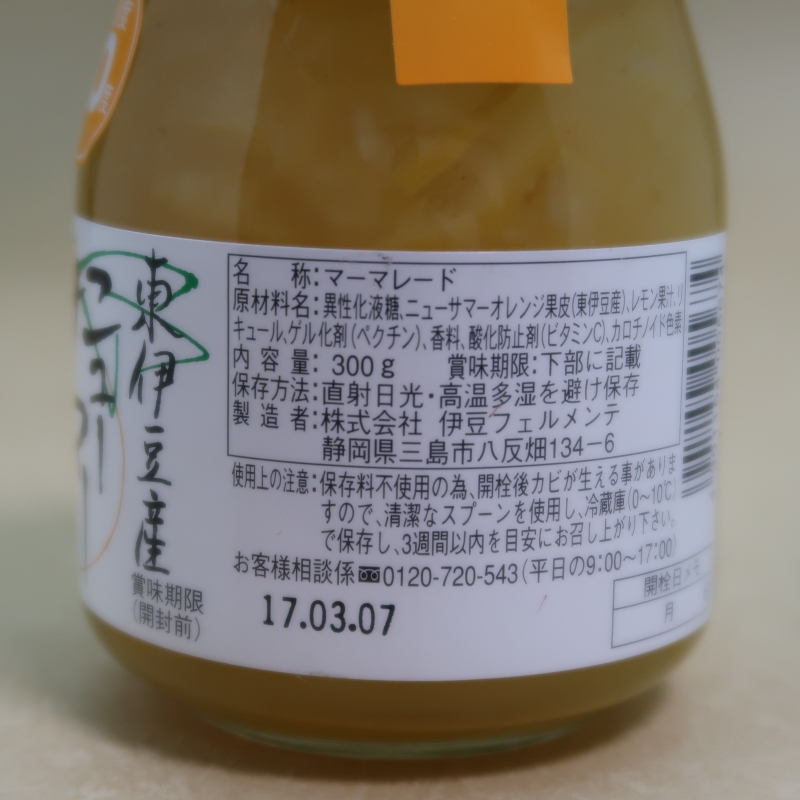 東伊豆産
ニューサマー
名　　称：マーマレード
原材料名：異性化液糖、ニューサマーオレンジ果皮(東伊豆産)、レモン果汁、リ
キュール、ゲル化剤(ペクチン)、香料、酸化防止剤(ビタミンC)、カロチノイド色素
内 容 量：300g　　賞味期限：下部に記載
保存方法：直射日光・高温多湿を避け保存
製 造 者：株式会社 伊豆フェルメンテ
静岡県三島市八反畑134−6
使用上の注意：保存料不使用の為、開栓後カビが生える事がありま
すので、清潔なスプーンを使用し、冷蔵庫(0〜10℃)
で保存し、3週間以内を目安にお召し上がり下さい。
お客様相談係 0120-720-543(平日の9:00〜17:00)
賞味期限
(開封前)
17.03.07
開栓日メモ
月